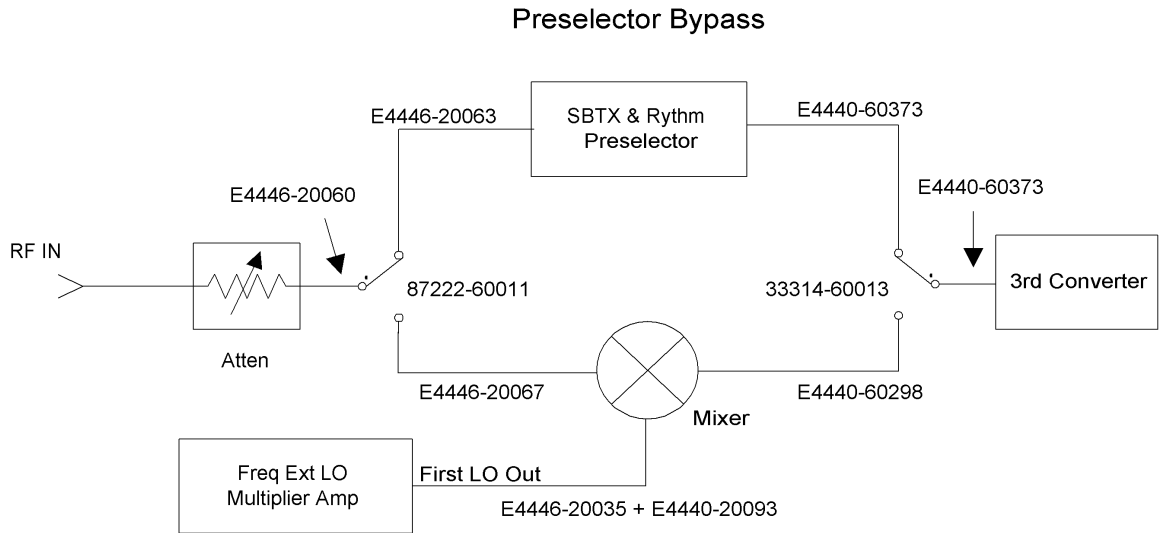 Preselector Bypass
E4446-20063
SBTX & Rythm
Preselector
E4440-60373
E4446-20060
E4440-60373
RF IN
87222-60011
33314-60013
3rd Converter
Atten
E4446-20067
E4440-60298
Mixer
Freq Ext LO
Multiplier Amp
First LO Out
E4446-20035 + E4440-20093